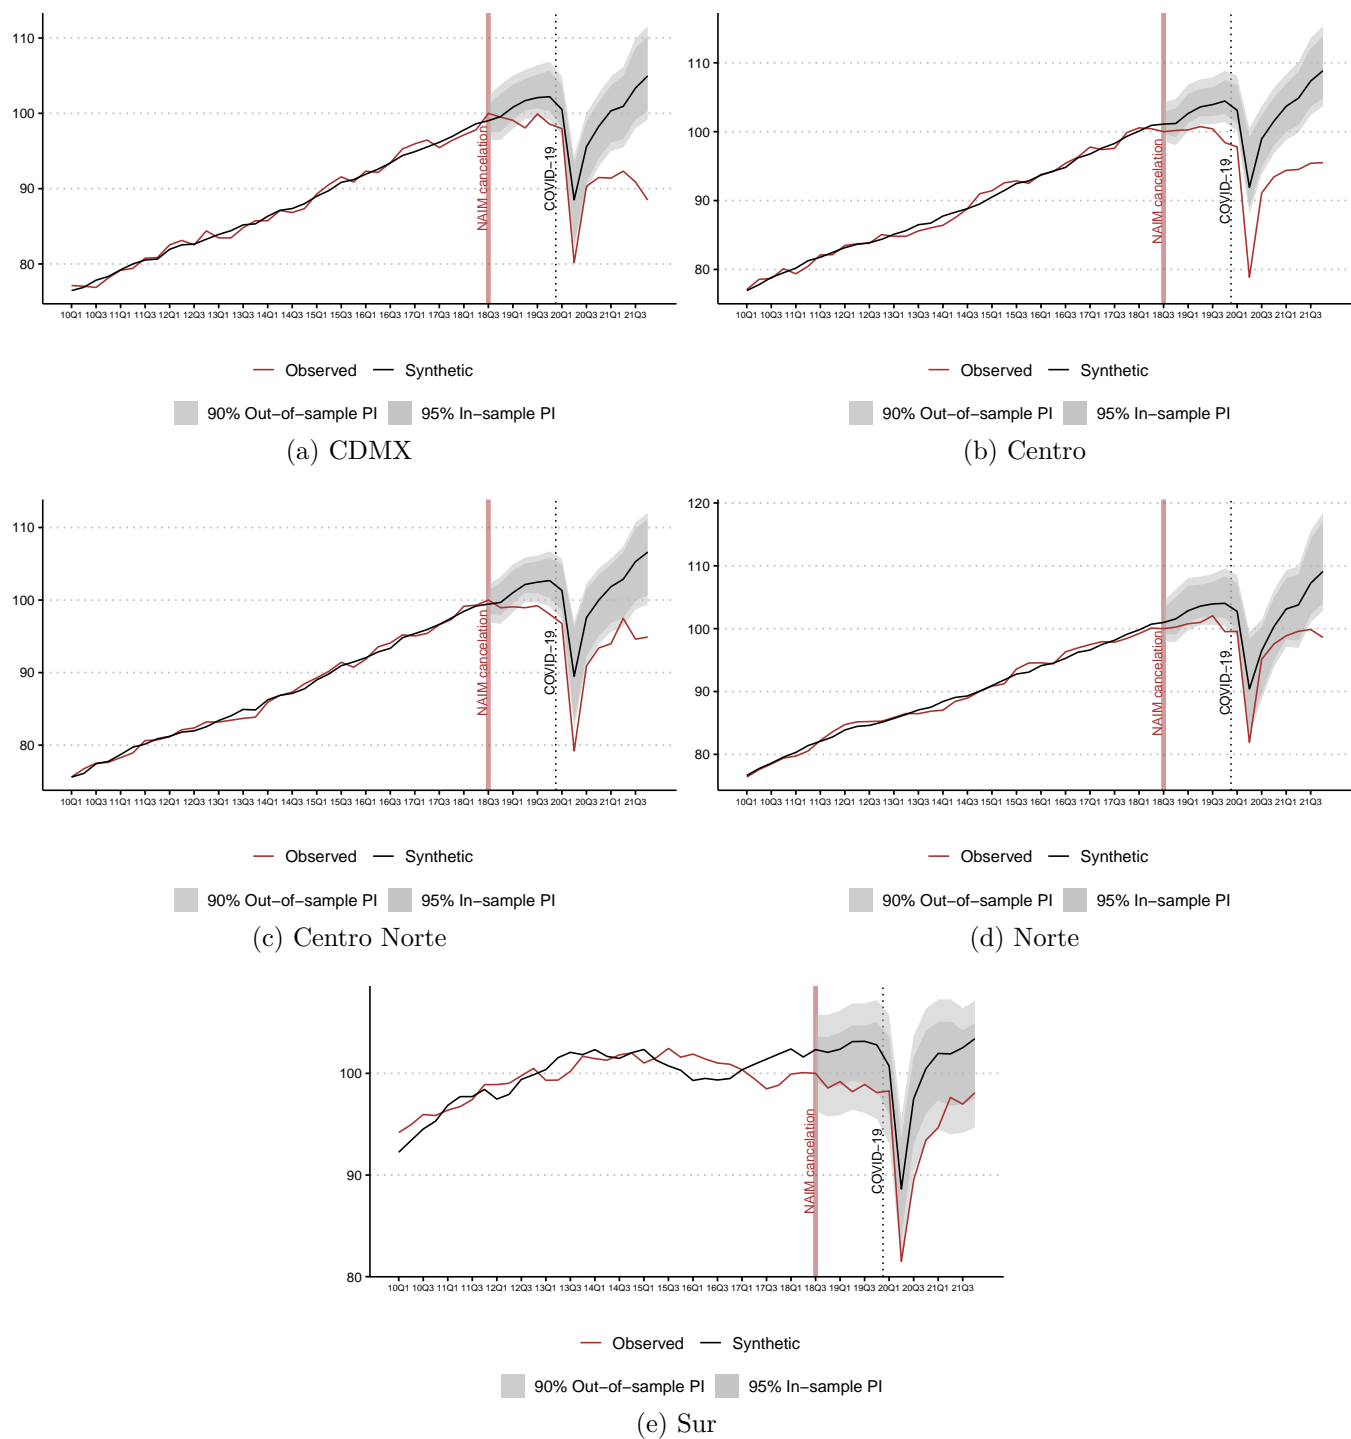 110
100
90
80
NAIM cancelation
COVID−19
10Q1 10Q3 11Q1 11Q3 12Q1 12Q3 13Q1 13Q3 14Q1 14Q3 15Q1 15Q3 16Q1 16Q3 17Q1 17Q3 18Q1 18Q3 19Q1 19Q3 20Q1 20Q3 21Q1 21Q3
Observed Synthetic
90% Out−of−sample PI 95% In−sample PI
(a) CDMX
110
100
90
80
NAIM cancelation
COVID−19
10Q1 10Q3 11Q1 11Q3 12Q1 12Q3 13Q1 13Q3 14Q1 14Q3 15Q1 15Q3 16Q1 16Q3 17Q1 17Q3 18Q1 18Q3 19Q1 19Q3 20Q1 20Q3 21Q1 21Q3
Observed Synthetic
90% Out−of−sample PI 95% In−sample PI
(b) Centro
110
100
90
80
NAIM cancelation
COVID−19
10Q1 10Q3 11Q1 11Q3 12Q1 12Q3 13Q1 13Q3 14Q1 14Q3 15Q1 15Q3 16Q1 16Q3 17Q1 17Q3 18Q1 18Q3 19Q1 19Q3 20Q1 20Q3 21Q1 21Q3
Observed Synthetic
90% Out−of−sample PI 95% In−sample PI
(c) Centro Norte
120
110
100
90
80
NAIM cancelation
COVID−19
10Q1 10Q3 11Q1 11Q3 12Q1 12Q3 13Q1 13Q3 14Q1 14Q3 15Q1 15Q3 16Q1 16Q3 17Q1 17Q3 18Q1 18Q3 19Q1 19Q3 20Q1 20Q3 21Q1 21Q3
Observed Synthetic
90% Out−of−sample PI 95% In−sample PI
(d) Norte
100
90
80
NAIM cancelation
COVID−19
10Q1 10Q3 11Q1 11Q3 12Q1 12Q3 13Q1 13Q3 14Q1 14Q3 15Q1 15Q3 16Q1 16Q3 17Q1 17Q3 18Q1 18Q3 19Q1 19Q3 20Q1 20Q3 21Q1 21Q3
Observed Synthetic
90% Out−of−sample PI 95% In−sample PI
(e) Sur